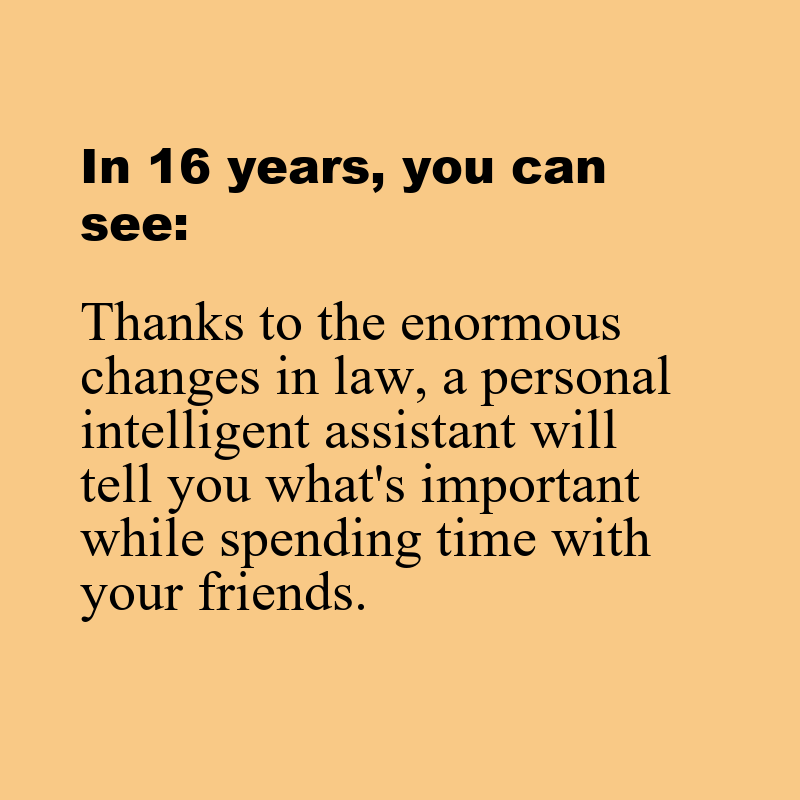 In 16 years, you can
see:
Thanks to the enormous
changes in law, a personal
intelligent assistant will
tell you what's important
while spending time with
your friends.